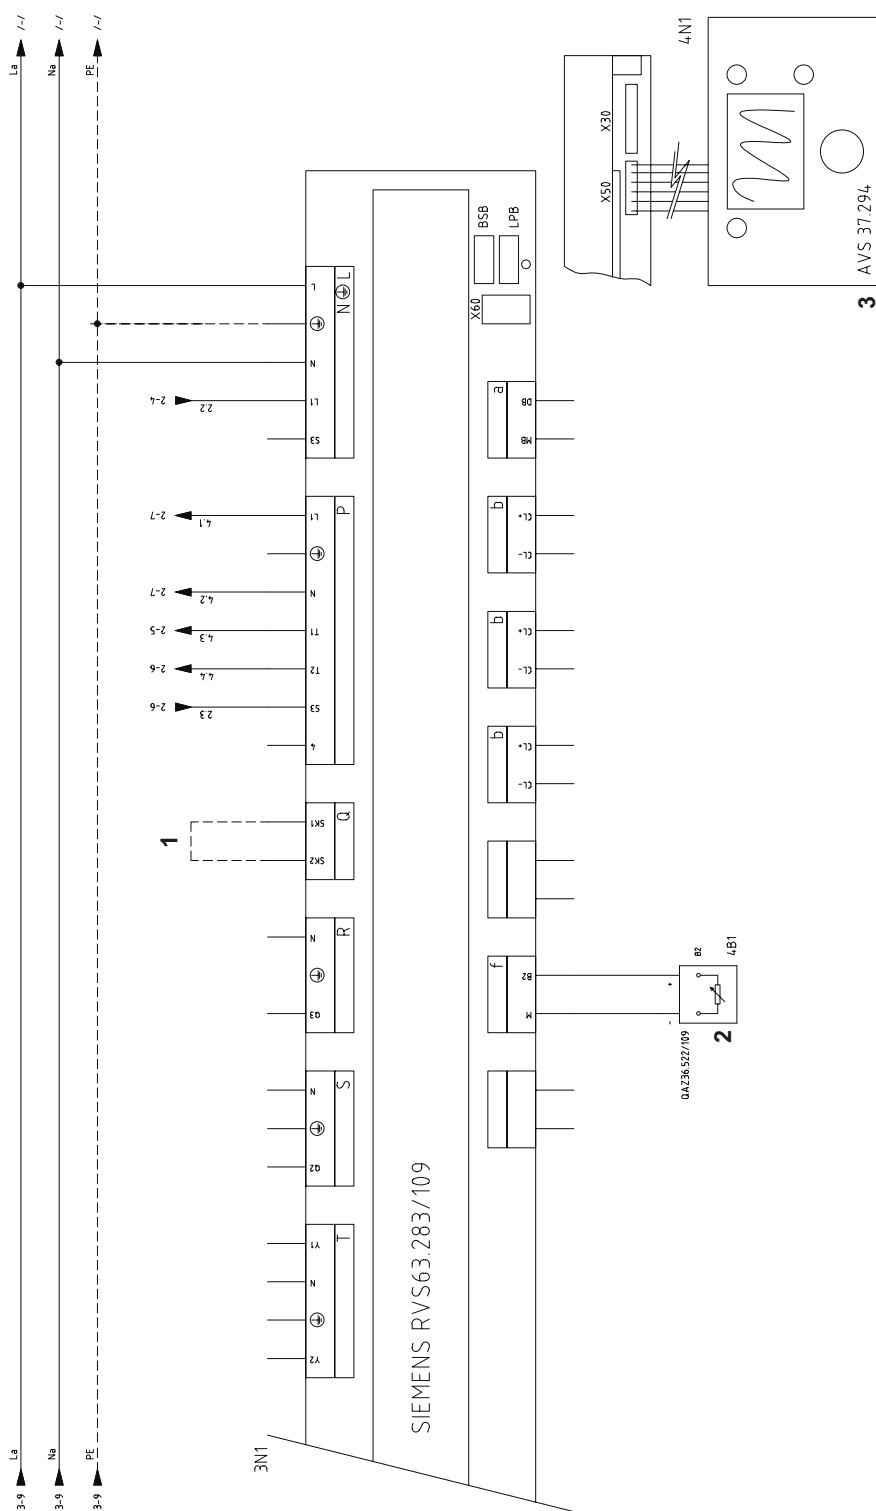 La
/-/
Na
/-/
PE
/-/
4N1
X30
X50
AVS 37.294
3
BSB
LPB
X60
L
N
L1
S3
N L
2-4
2.2
a
DB
MB
L1
N
T1
T2
S3
4
P
2-7
4.1
2-7
4.2
2-5
4.3
2-6
4.4
2-6
2.3
b
CL+
CL-
b
CL+
CL-
b
CL+
CL-
1
SK1
SK2
Q
N
Q3
R
f
B2
M
B2
4B1
+
-
QAZ36.522/109
2
N
Q2
S
Y1
N
Y2
T
SIEMENS RVS63.283/109
3N1
La
3-9
Na
3-9
PE
3-9